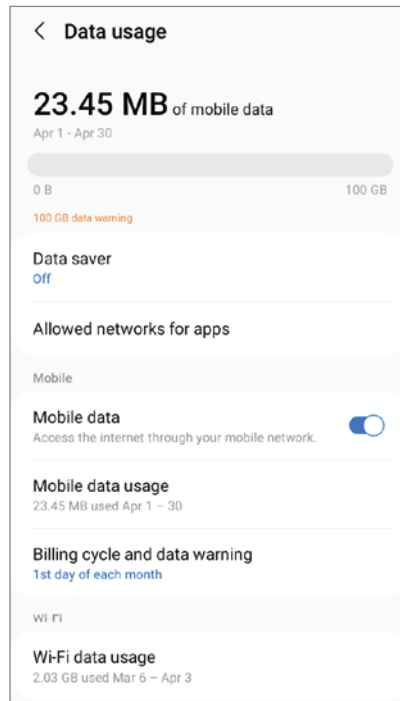 Data usage
23.45 MB of mobile data
Apr 1 - Apr 30
0 B 100 GB
100 GB data warning
Data saver
Off
Allowed networks for apps
Mobile
Mobile data
Access the internet through your mobile network.
Mobile data usage
23.45 MB used Apr 1 – 30
Billing cycle and data warning
1st day of each month
Wi-Fi
Wi-Fi data usage
2.03 GB used Mar 6 – Apr 3